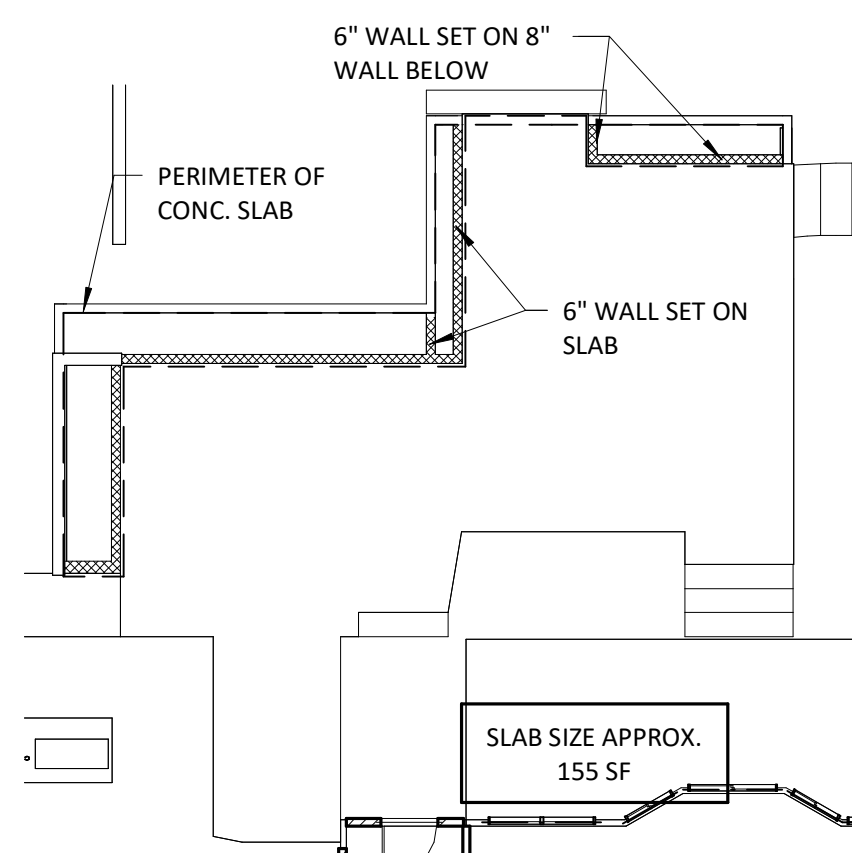 6" WALL SET ON 8"
WALL BELOW
PERIMETER OF
CONC. SLAB
6" WALL SET ON
SLAB
SLAB SIZE APPROX.
155 SF